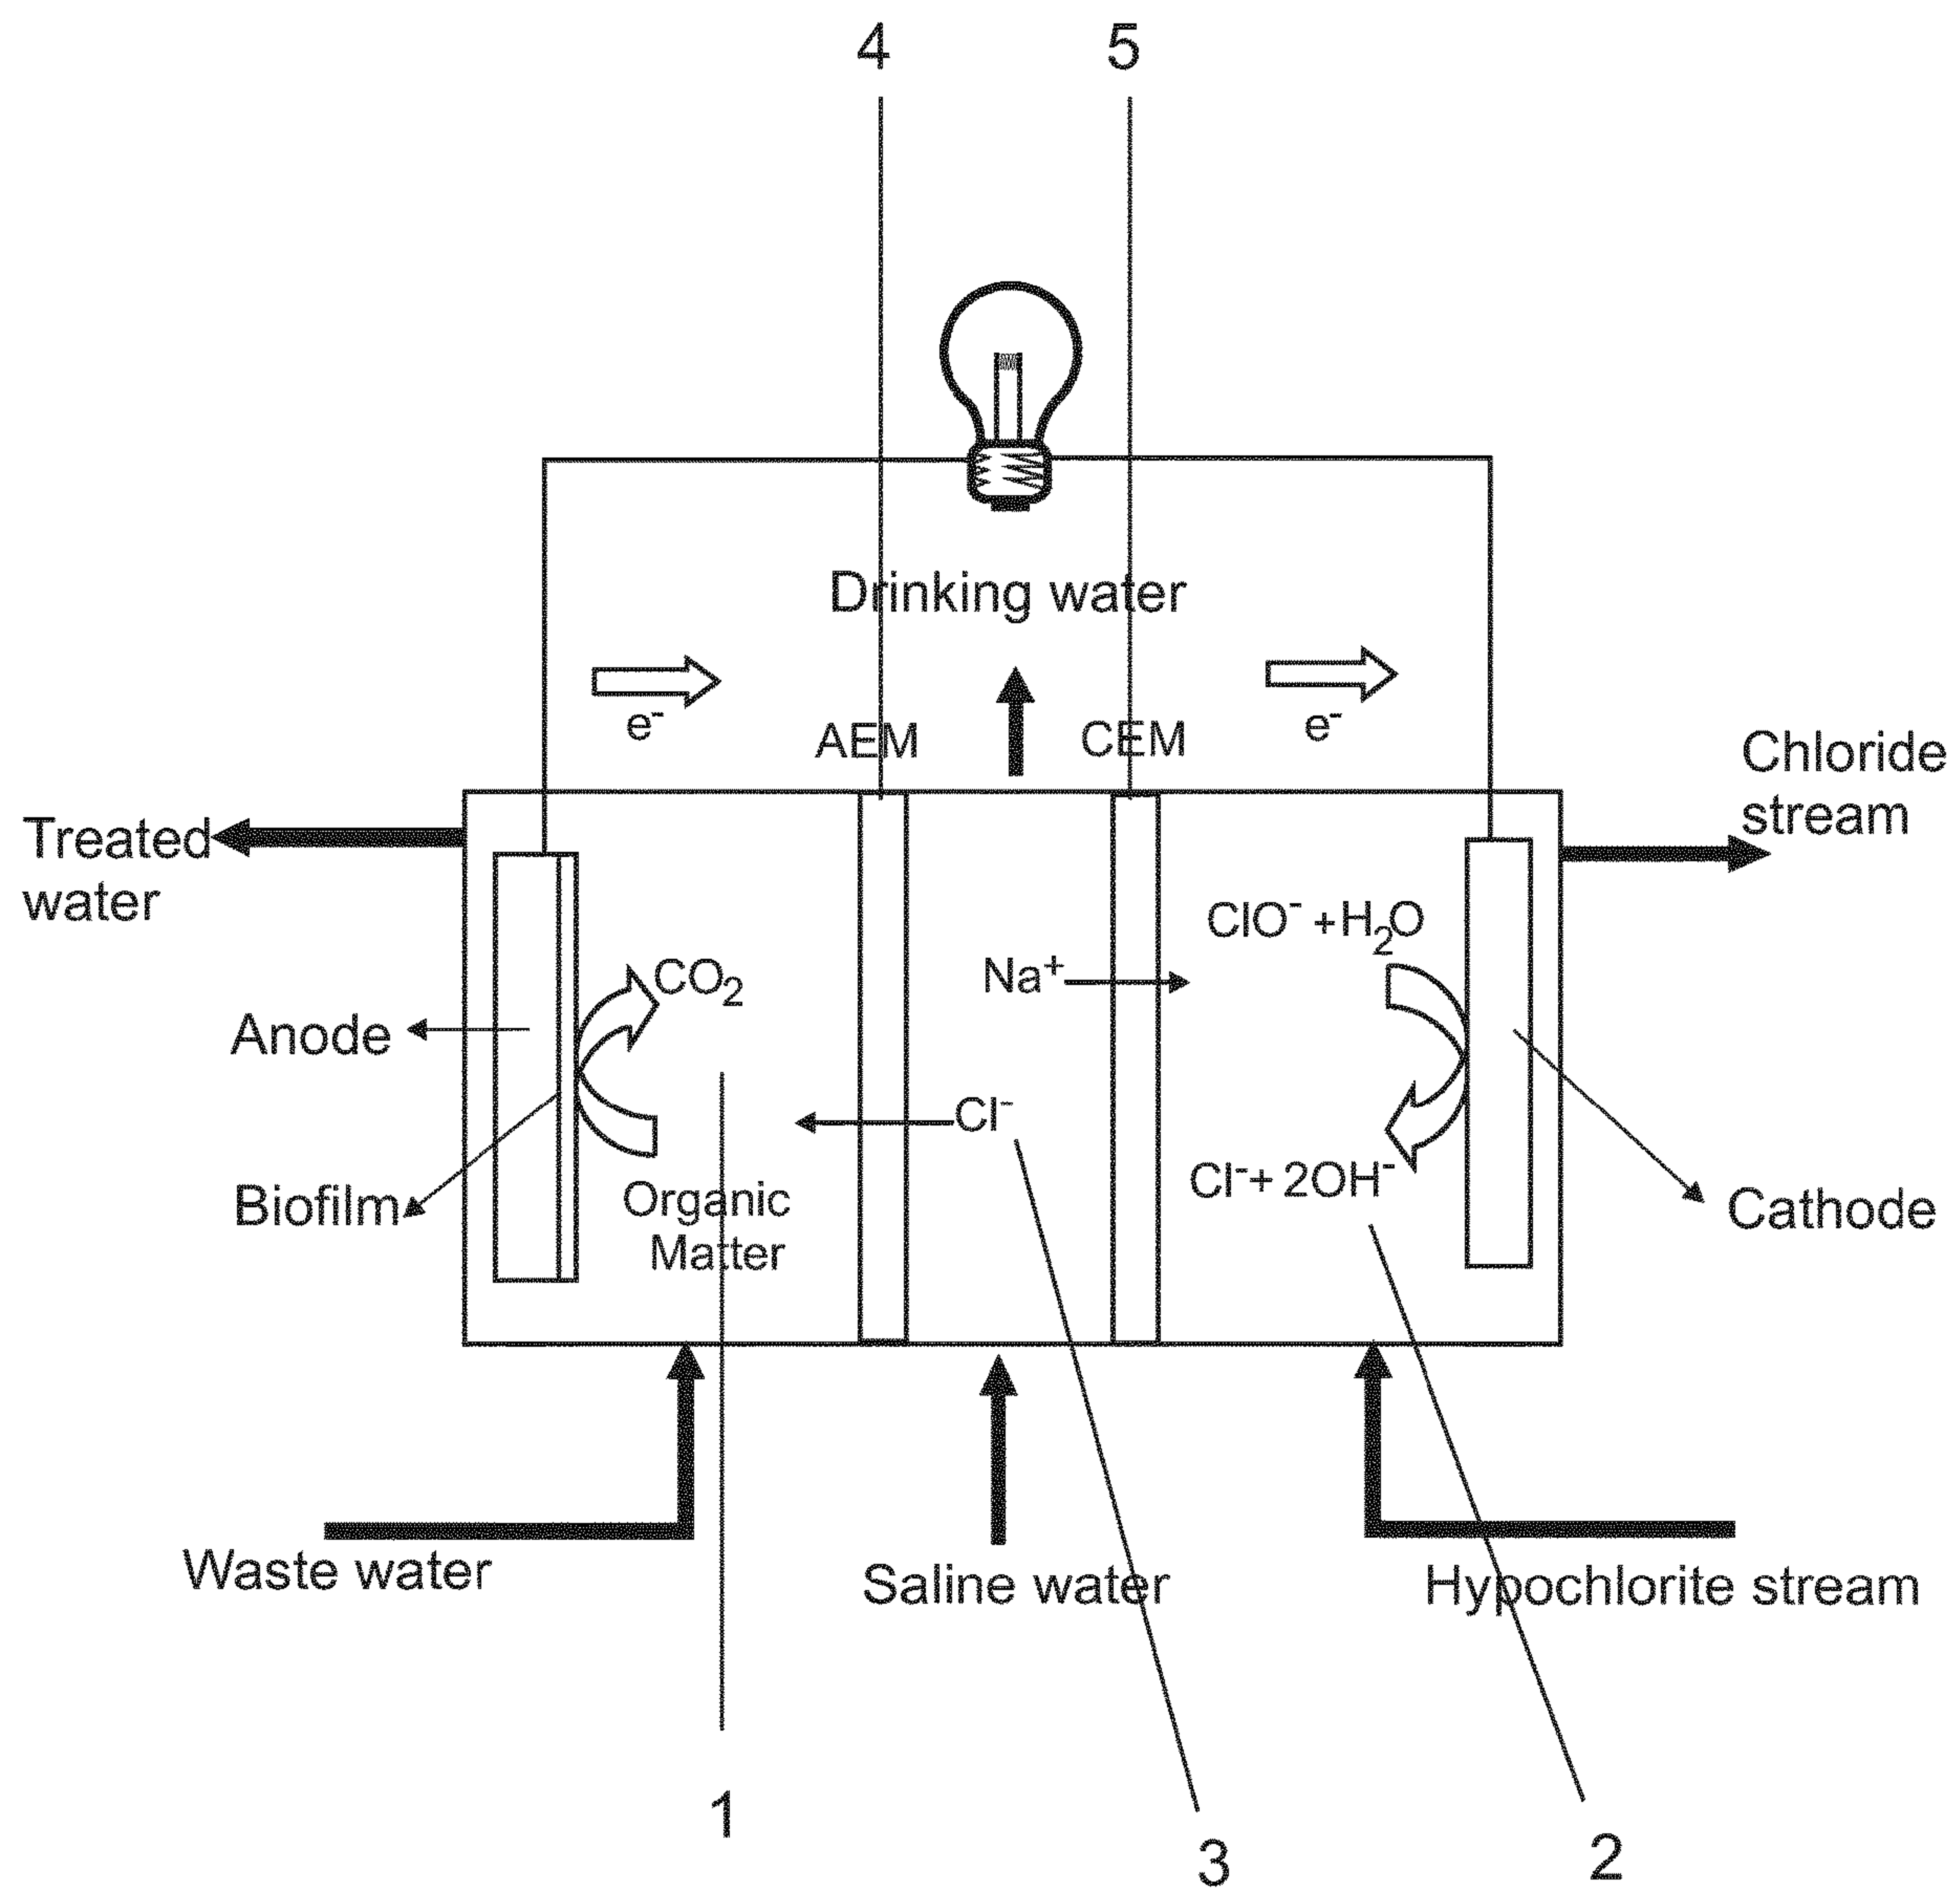 4
5
Drinking water
e⁻
e⁻
AEM
CEM
Chloride
stream
Treated
water
ClO⁻ +H₂O
Na⁺
CO₂
Anode
Cl⁻
Cl⁻+ 2OH⁻
Organic
Matter
Biofilm
Cathode
Waste water
Saline water
Hypochlorite stream
1
3
2